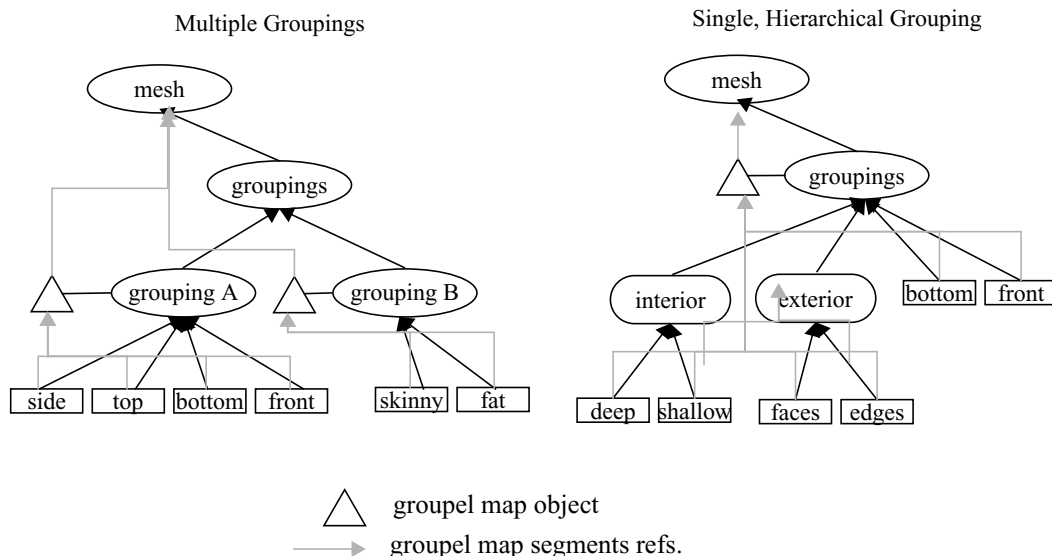 Multiple Groupings
mesh
groupings
grouping A
grouping B
side
top
bottom
front
skinny
fat
Single, Hierarchical Grouping
mesh
groupings
interior
exterior
bottom
front
deep
shallow
faces
edges
groupel map object
groupel map segments refs.